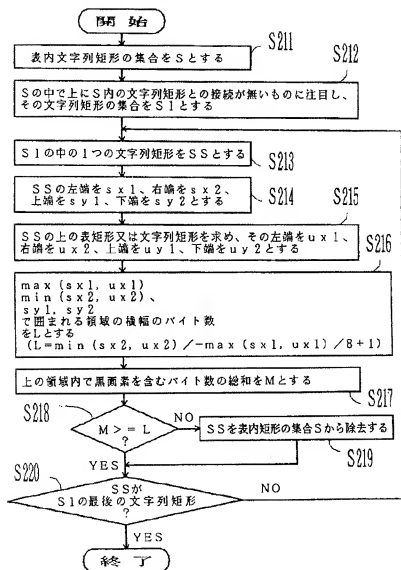 開始
S211
表内文字列矩形の集合をSとする
S212
Sの中で上にS内の文字列矩形との接続が無いものに注目し、
その文字列矩形の集合をS1とする
S1の中の1つの文字列矩形をSSとする
S213
SSの左端をsx1、右端をsx2、
上端をsy1、下端をsy2とする
S214
S215
SSの上の表矩形又は文字列矩形を求め、その左端をux1、
右端をux2、上端をuy1、下端をuy2とする
S216
max (sx1, ux1)
min (sx2, ux2)、
sy1, sy2
で囲まれる領域の横幅のバイト数
をLとする
(L=min (sx2, ux2) /-max (sx1, ux1) /8+1)
上の領域内で黒画素を含むバイト数の総和をMとする
S217
S218
M>=L
?
NO
SSを表内矩形の集合Sから除去する
S219
YES
S220
SSが
S1の最後の文字列矩形
?
NO
YES
終了